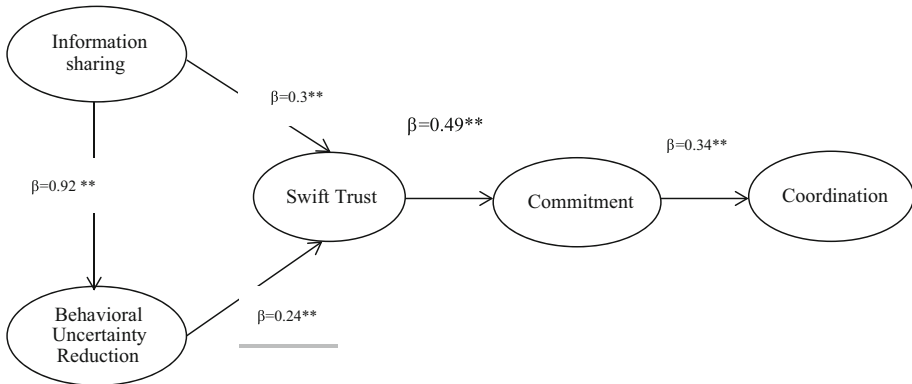 Information
sharing
β=0.3**
β=0.49**
β=0.34**
β=0.92 **
Swift Trust
Commitment
Coordination
Behavioral
Uncertainty
Reduction
β=0.24**